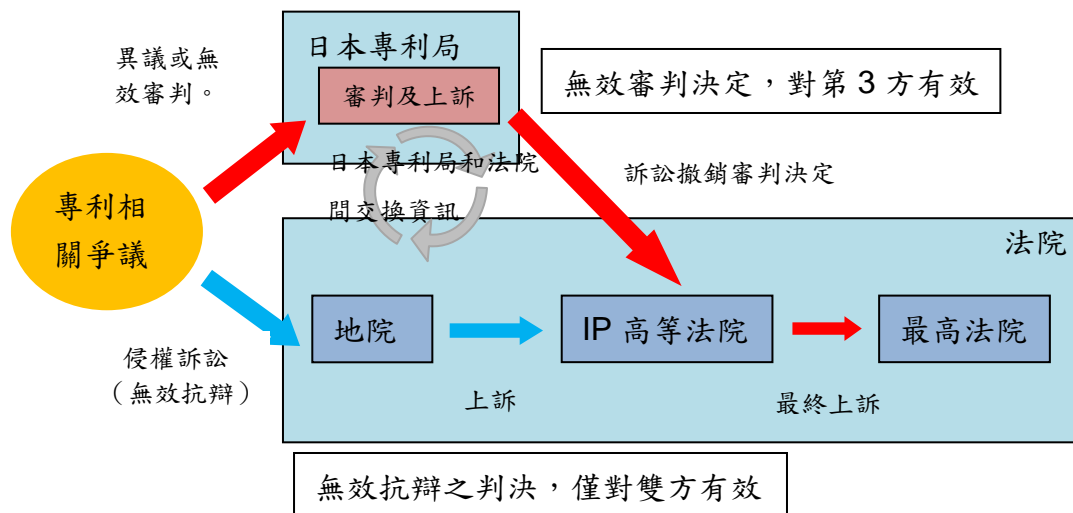 日本專利局
異議或無
效審判。
審判及上訴
無效審判決定，對第 3 方有效
日本專利局和法院
間交換資訊
訴訟撤銷審判決定
專利相
關爭議
法院
地院
IP 高等法院
最高法院
侵權訴訟
（無效抗辯）
上訴
最終上訴
無效抗辯之判決，僅對雙方有效